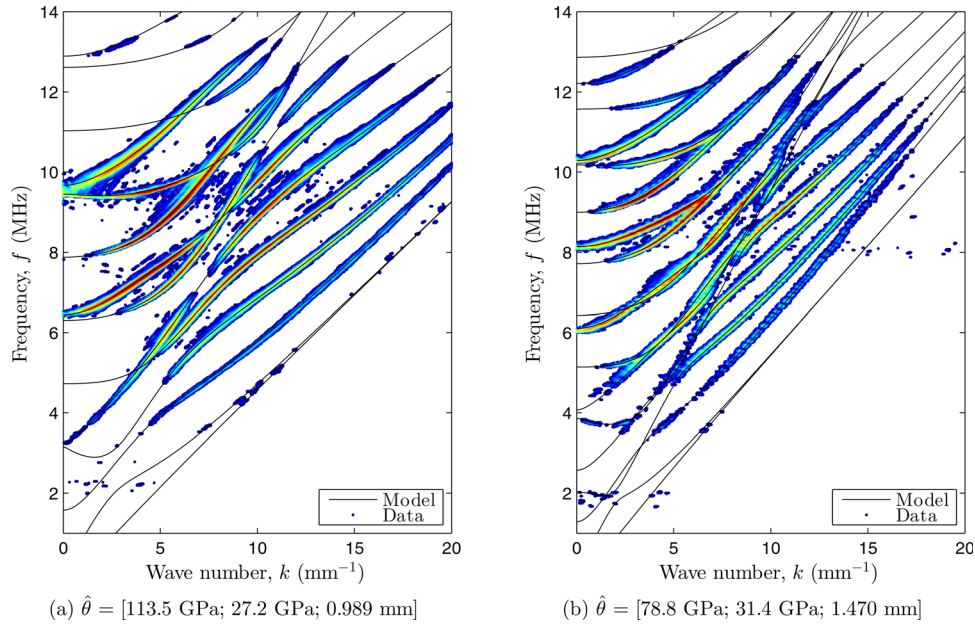 14
12
10
8
6
4
2
0 5 10 15 20
Frequency, f (MHz)
Wave number, k (mm⁻¹)
Model
Data
(a) θ̂ = [113.5 GPa; 27.2 GPa; 0.989 mm]
14
12
10
8
6
4
2
0 5 10 15 20
Frequency, f (MHz)
Wave number, k (mm⁻¹)
Model
Data
(b) θ̂ = [78.8 GPa; 31.4 GPa; 1.470 mm]